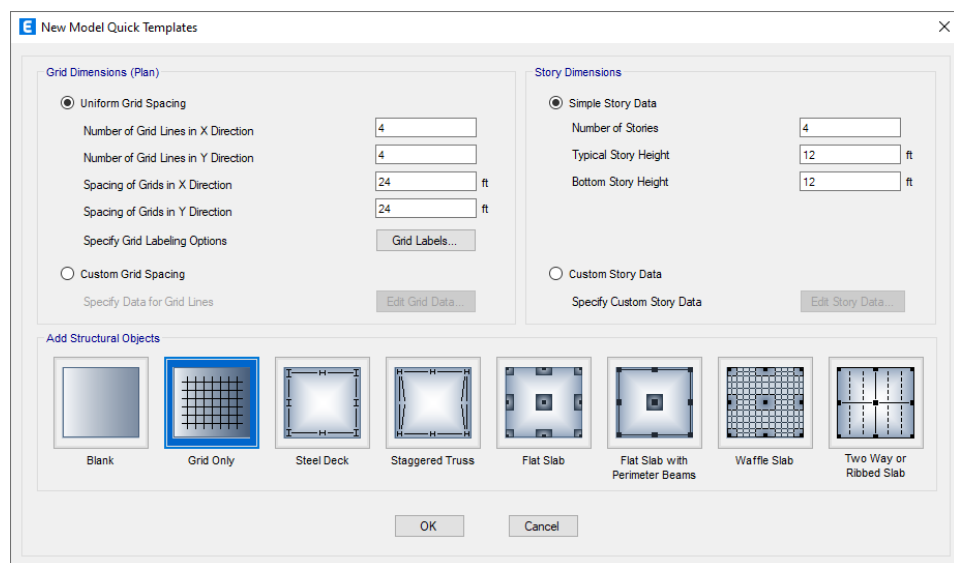 E New Model Quick Templates
Grid Dimensions (Plan)
Uniform Grid Spacing
Number of Grid Lines in X Direction 4
Number of Grid Lines in Y Direction 4
Spacing of Grids in X Direction 24 ft
Spacing of Grids in Y Direction 24 ft
Specify Grid Labeling Options Grid Labels...
Custom Grid Spacing
Specify Data for Grid Lines Edit Grid Data...
Story Dimensions
Simple Story Data
Number of Stories 4
Typical Story Height 12 ft
Bottom Story Height 12 ft
Custom Story Data
Specify Custom Story Data Edit Story Data...
Add Structural Objects
Blank
Grid Only
Steel Deck
Staggered Truss
Flat Slab
Flat Slab with
Perimeter Beams
Waffle Slab
Two Way or
Ribbed Slab
OK
Cancel